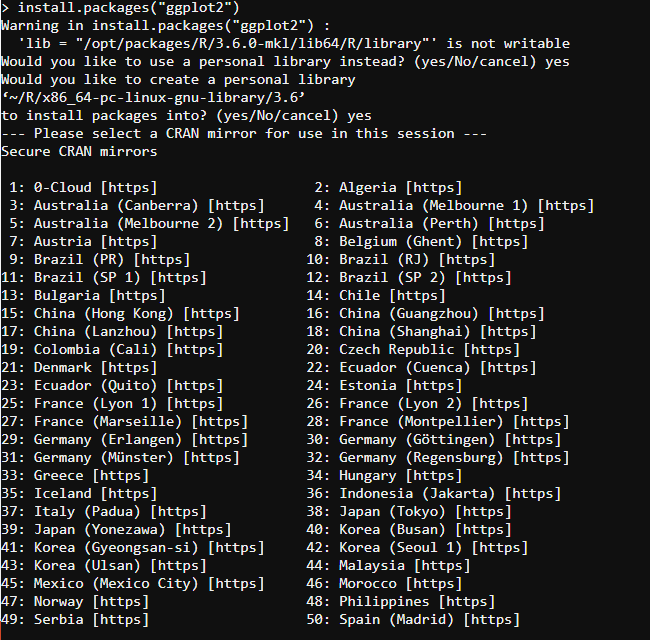 > install.packages("ggplot2")
Warning in install.packages("ggplot2") :
  'lib = "/opt/packages/R/3.6.0-mkl/lib64/R/library"' is not writable
Would you like to use a personal library instead? (yes/No/cancel) yes
Would you like to create a personal library
‘~/R/x86_64-pc-linux-gnu-library/3.6’
to install packages into? (yes/No/cancel) yes
--- Please select a CRAN mirror for use in this session ---
Secure CRAN mirrors

 1: 0-Cloud [https]                   2: Algeria [https]
 3: Australia (Canberra) [https]      4: Australia (Melbourne 1) [https]
 5: Australia (Melbourne 2) [https]   6: Australia (Perth) [https]
 7: Austria [https]                   8: Belgium (Ghent) [https]
 9: Brazil (PR) [https]              10: Brazil (RJ) [https]
11: Brazil (SP 1) [https]            12: Brazil (SP 2) [https]
13: Bulgaria [https]                 14: Chile [https]
15: China (Hong Kong) [https]        16: China (Guangzhou) [https]
17: China (Lanzhou) [https]          18: China (Shanghai) [https]
19: Colombia (Cali) [https]          20: Czech Republic [https]
21: Denmark [https]                  22: Ecuador (Cuenca) [https]
23: Ecuador (Quito) [https]          24: Estonia [https]
25: France (Lyon 1) [https]          26: France (Lyon 2) [https]
27: France (Marseille) [https]       28: France (Montpellier) [https]
29: Germany (Erlangen) [https]       30: Germany (Göttingen) [https]
31: Germany (Münster) [https]        32: Germany (Regensburg) [https]
33: Greece [https]                   34: Hungary [https]
35: Iceland [https]                  36: Indonesia (Jakarta) [https]
37: Italy (Padua) [https]            38: Japan (Tokyo) [https]
39: Japan (Yonezawa) [https]         40: Korea (Busan) [https]
41: Korea (Gyeongsan-si) [https]     42: Korea (Seoul 1) [https]
43: Korea (Ulsan) [https]            44: Malaysia [https]
45: Mexico (Mexico City) [https]     46: Morocco [https]
47: Norway [https]                   48: Philippines [https]
49: Serbia [https]                   50: Spain (Madrid) [https]